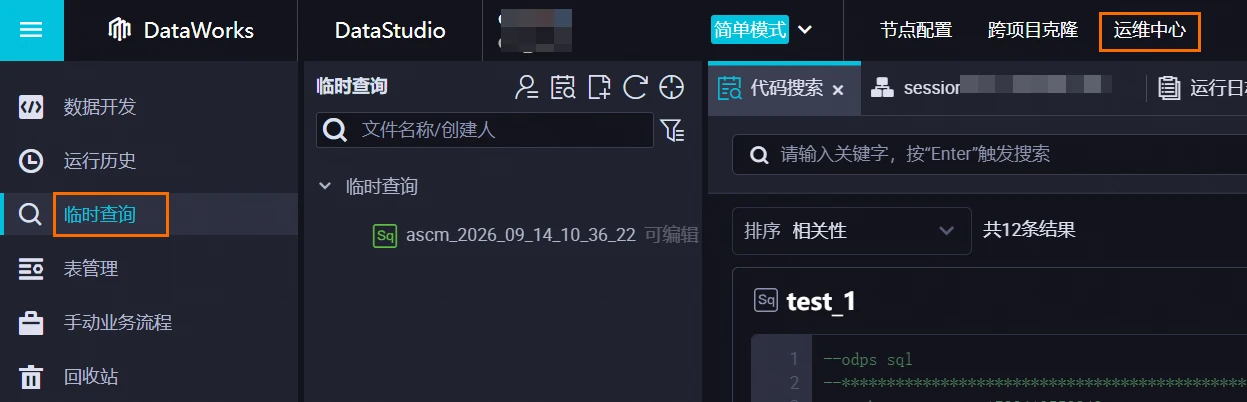 DataWorks
DataStudio
简单模式
节点配置
跨项目克隆
运维中心
数据开发
运行历史
临时查询
表管理
手动业务流程
回收站
临时查询
文件名称/创建人
临时查询
Sq ascm_2026_09_14_10_36_22 可编辑
代码搜索
session
请输入关键字，按“Enter”触发搜索
排序 相关性
共12条结果
Sq test_1
1 --odps sql